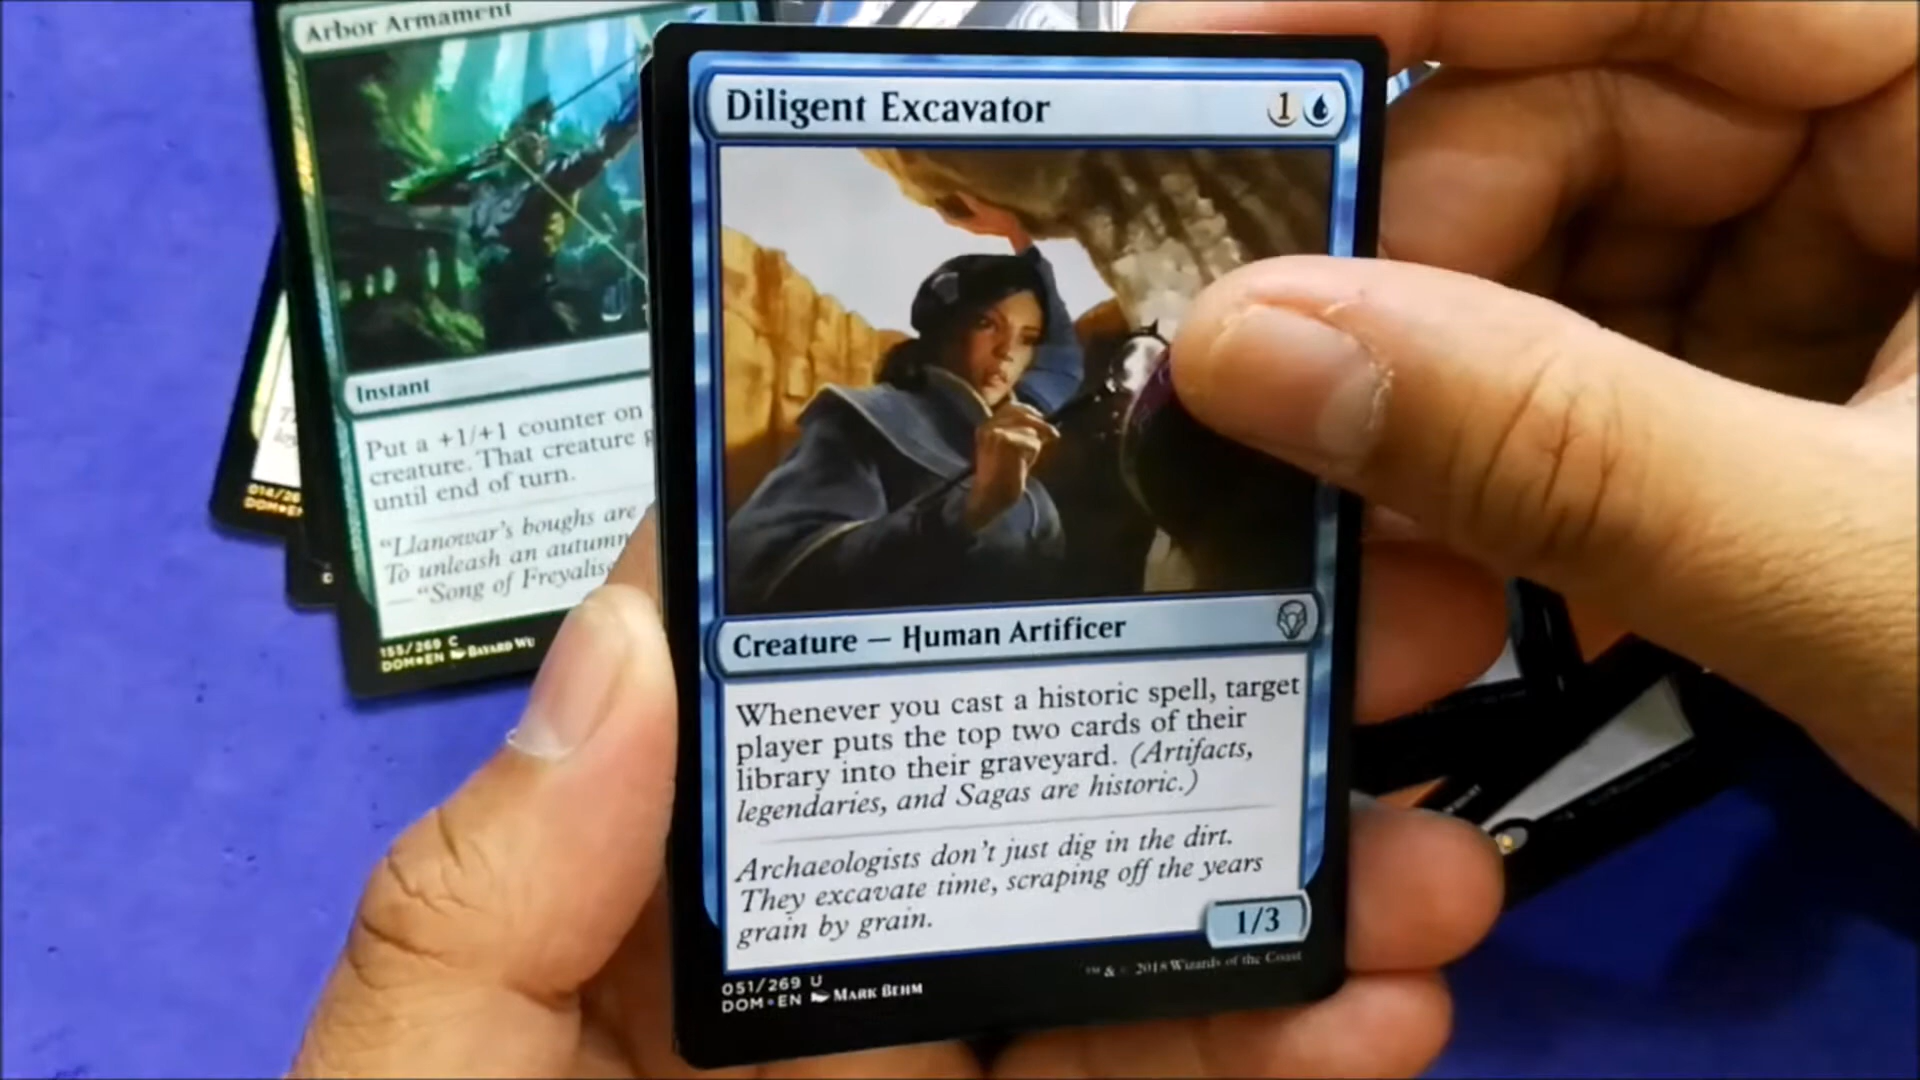 Arbor Armament
Instant
Put a +1/+1 counter on
creature. That creature g
until end of turn.
"Llanowar's boughs are
To unleash an autumn
—"Song of Freyalise
155/269 C
DOM • EN BAYARD WU
014/26
DOM • EN
Diligent Excavator 1
Creature — Human Artificer
Whenever you cast a historic spell, target
player puts the top two cards of their
library into their graveyard. (Artifacts,
legendaries, and Sagas are historic.)
Archaeologists don't just dig in the dirt.
They excavate time, scraping off the years
grain by grain.
1/3
051/269 U
DOM • EN MARK BEHM
™ & © 2018 Wizards of the Coast